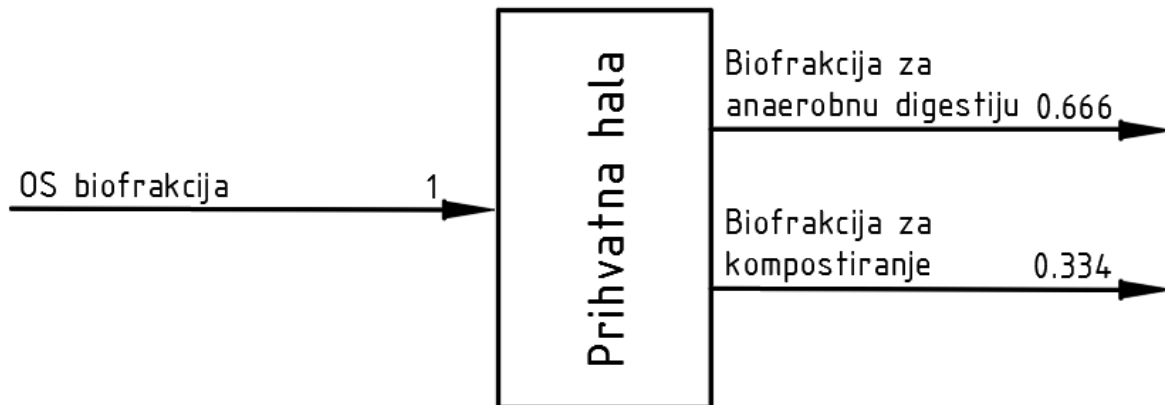 OS biofrakcija 1
Prihvatna hala
Biofrakcija za
anaerobnu digestiju 0.666
Biofrakcija za
kompostiranje 0.334